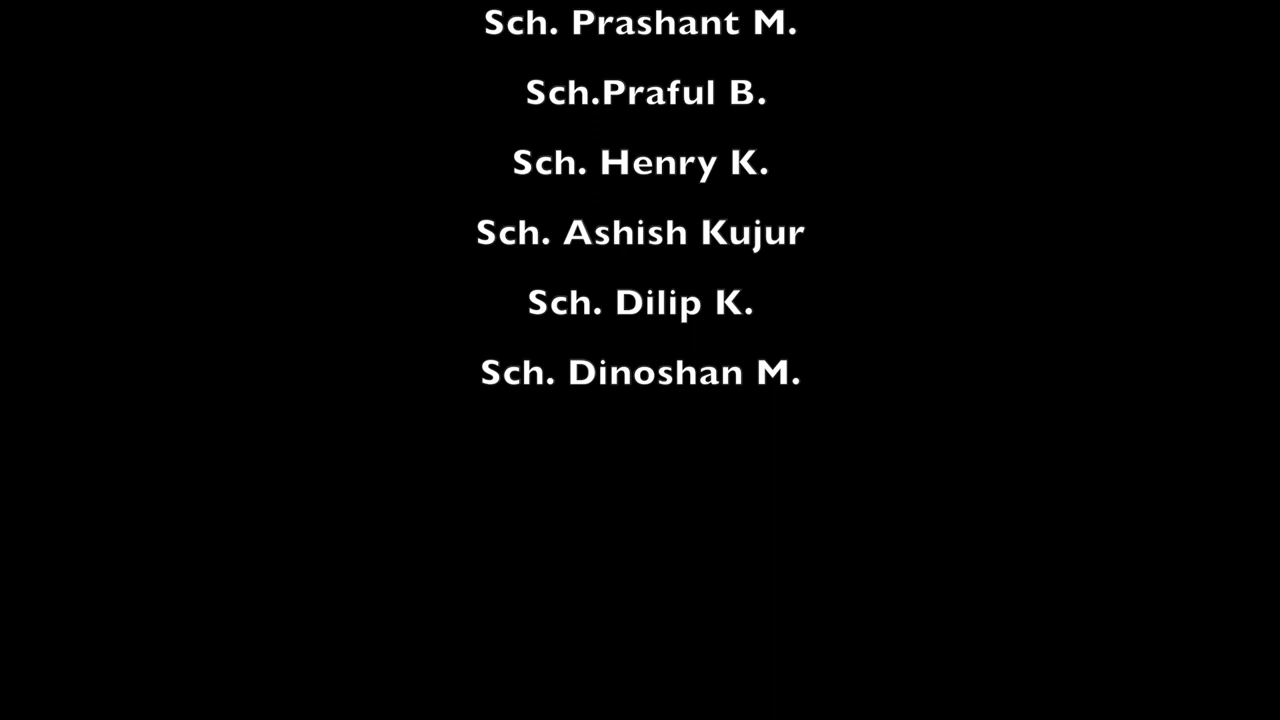 Sch. Prashant M.
Sch.Praful B.
Sch. Henry K.
Sch. Ashish Kujur
Sch. Dilip K.
Sch. Dinoshan M.